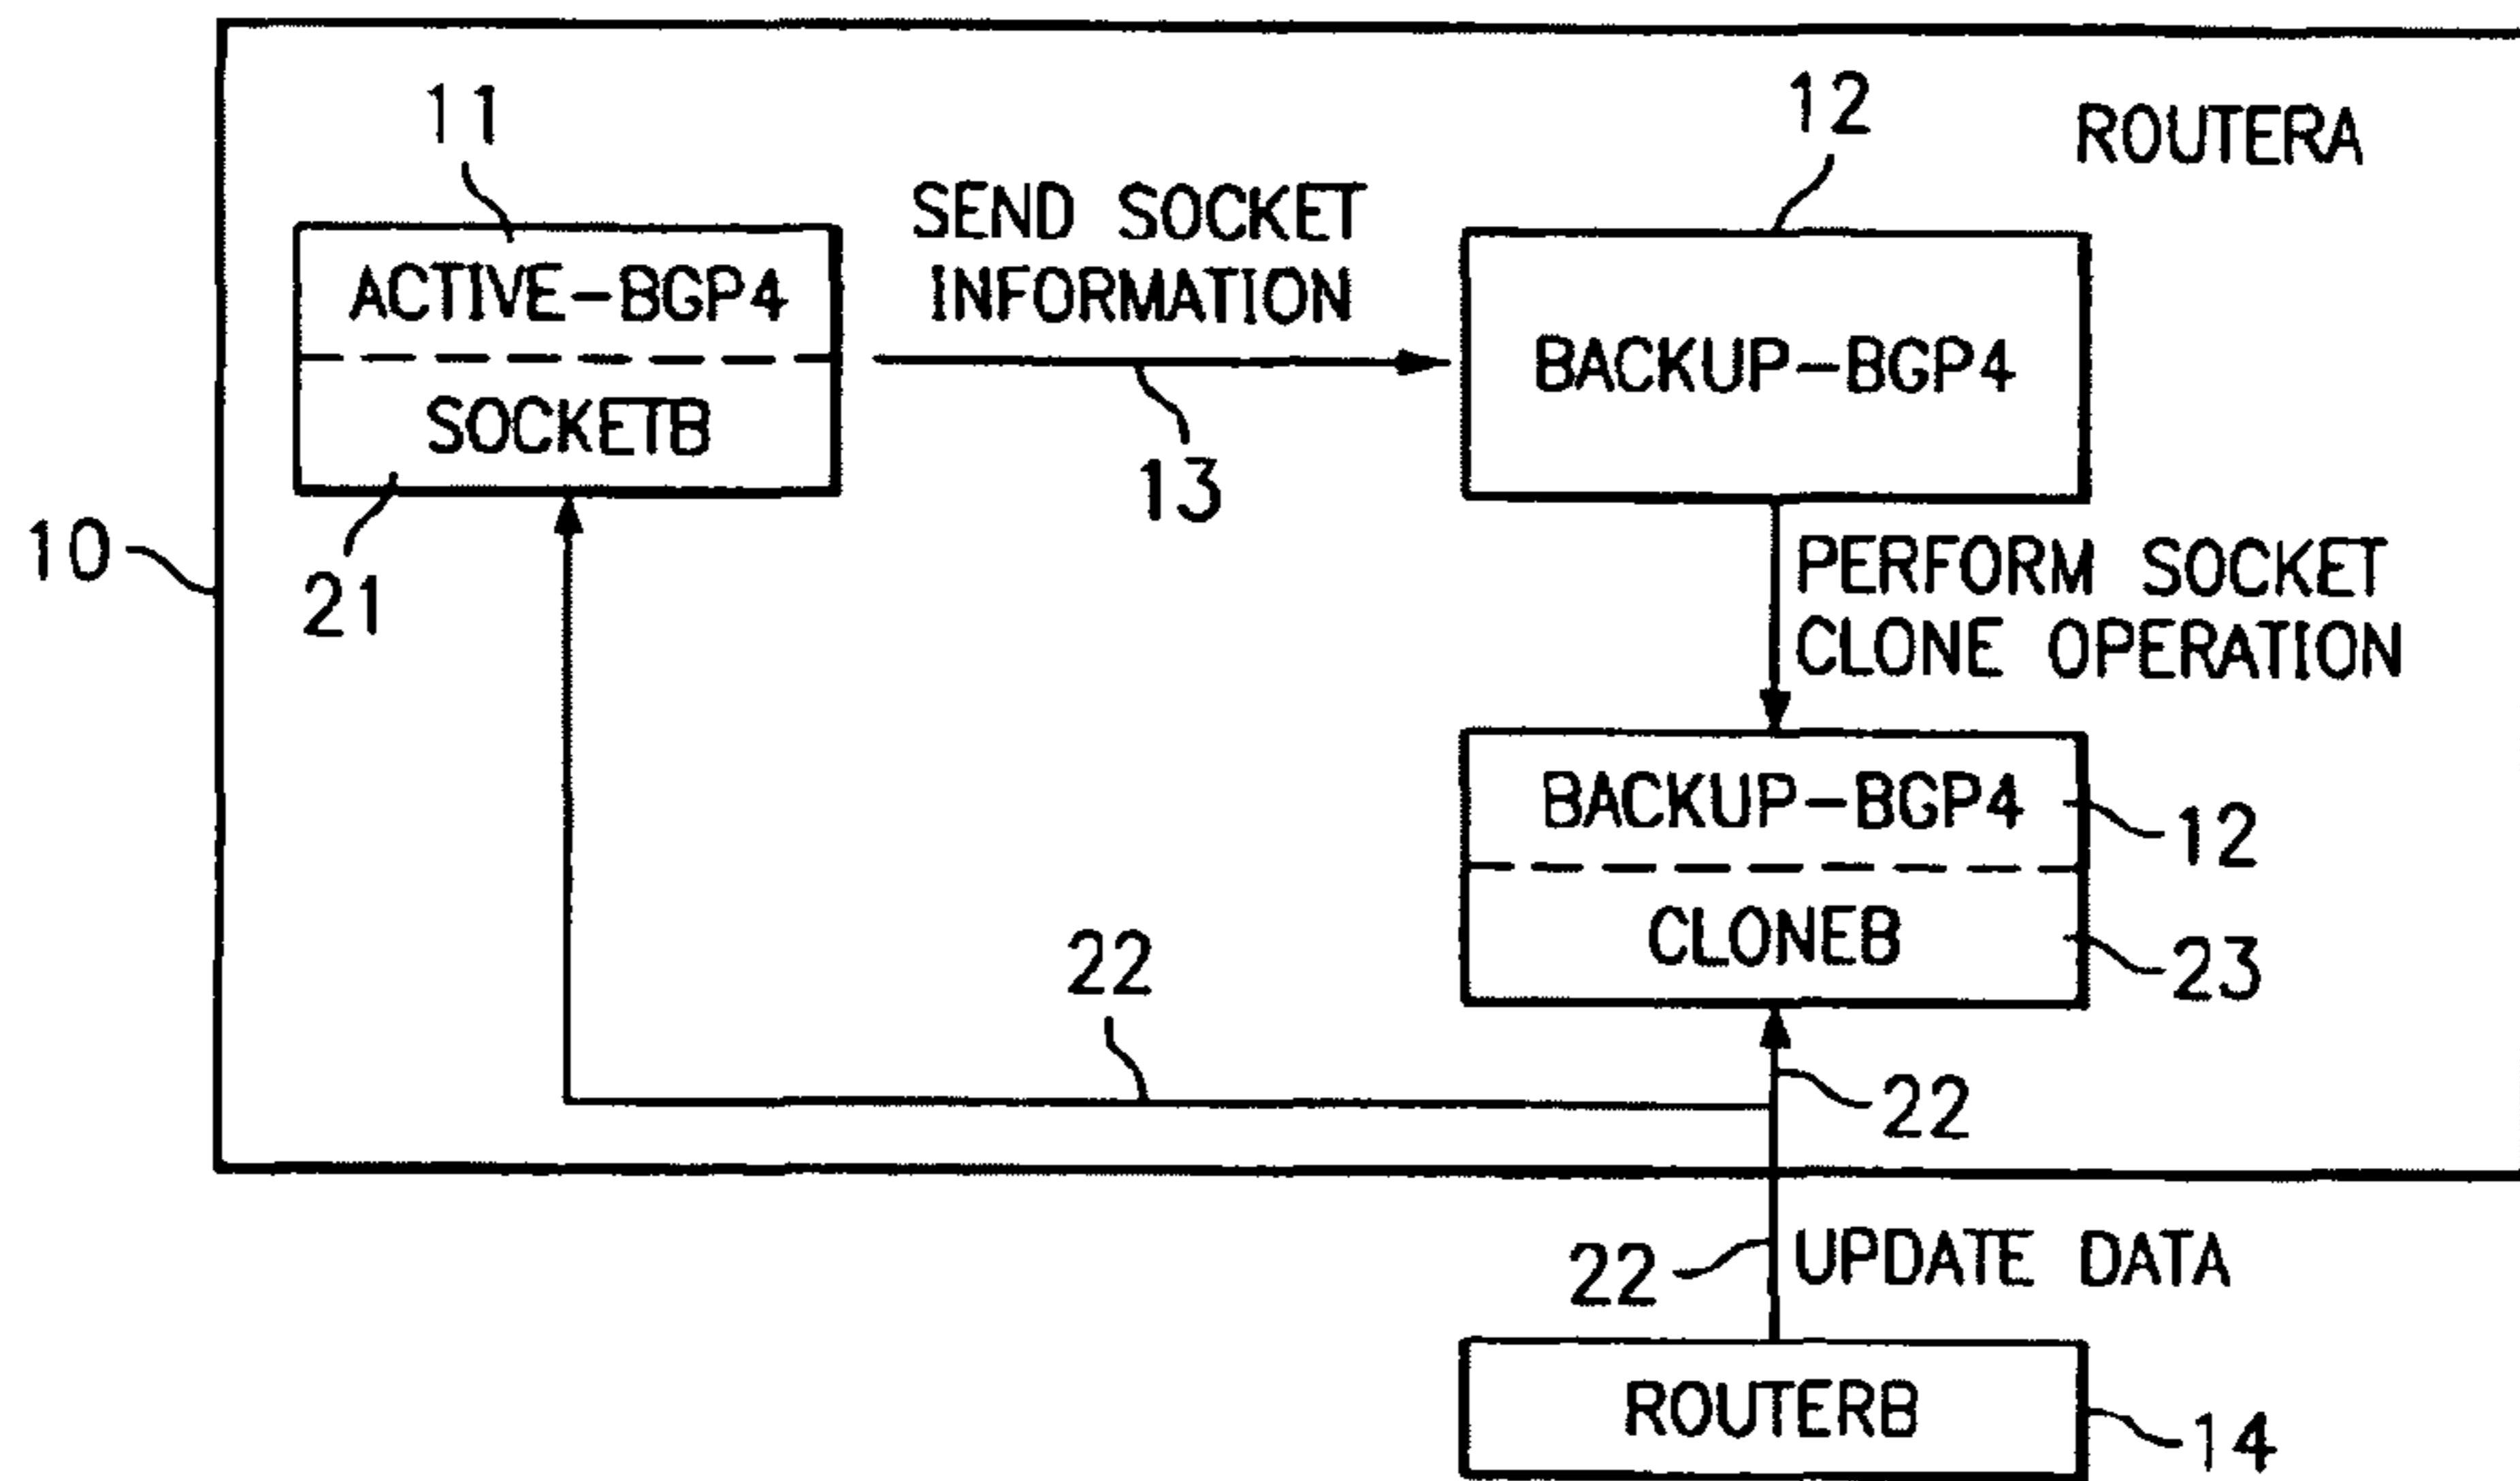 11
12
ROUTERA
SEND SOCKET
INFORMATION
ACTIVE-BGP4
SOCKETB
BACKUP-BGP4
13
10
21
PERFORM SOCKET
CLONE OPERATION
BACKUP-BGP4
12
CLONEB
23
22
22
22
UPDATE DATA
ROUTERB
14